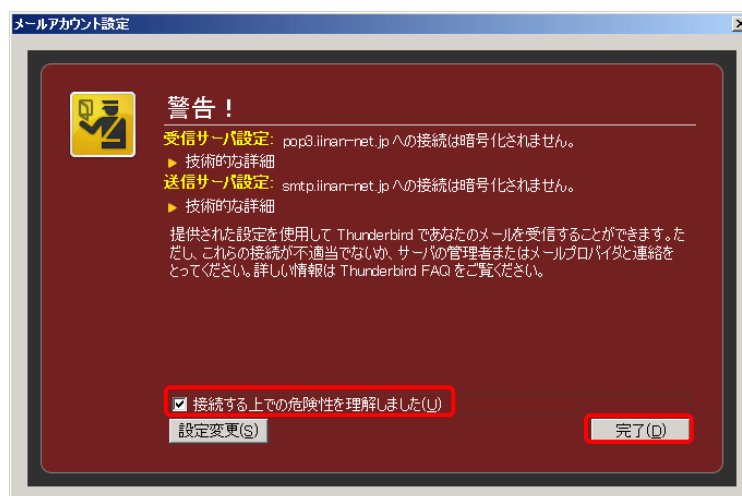 メールアカウント設定
警告！
受信サーバ設定: pop3.iinan-net.jp への接続は暗号化されません。
技術的な詳細
送信サーバ設定: smtp.iinan-net.jp への接続は暗号化されません。
技術的な詳細
提供された設定を使用して Thunderbird であなたのメールを受信することができます。た
だし、これらの接続が不適当でないか、サーバの管理者またはメールプロバイダと連絡を
とってください。詳しい情報は Thunderbird FAQ をご覧ください。
接続する上での危険性を理解しました(U)
設定変更(S)
完了(D)